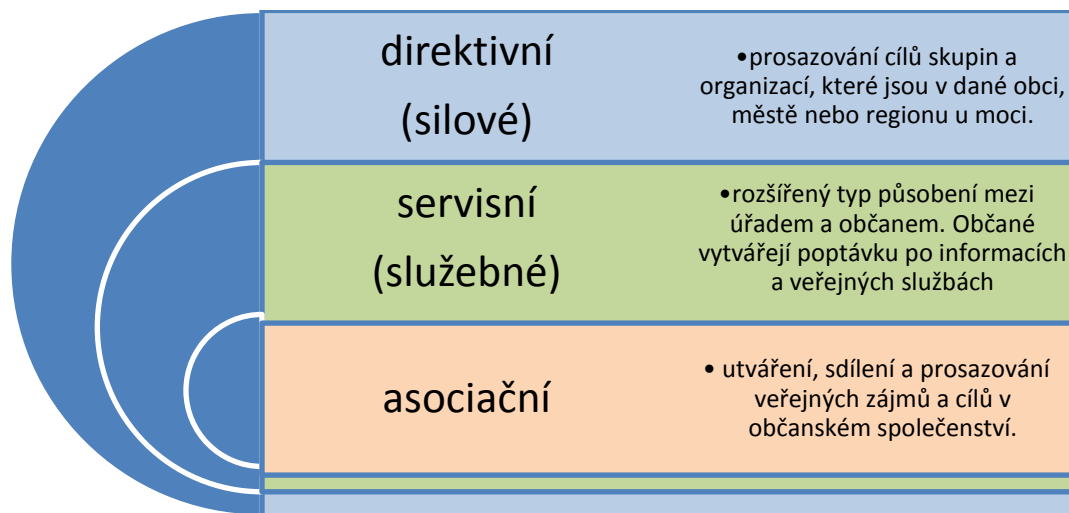 direktivní
(silové)
•prosazování cílů skupin a
organizací, které jsou v dané obci,
městě nebo regionu u moci.
servisní
(služebné)
•rozšířený typ působení mezi
úřadem a občanem. Občané
vytvářejí poptávku po informacích
a veřejných službách
asociační
• utváření, sdílení a prosazování
veřejných zájmů a cílů v
občanském společenství.